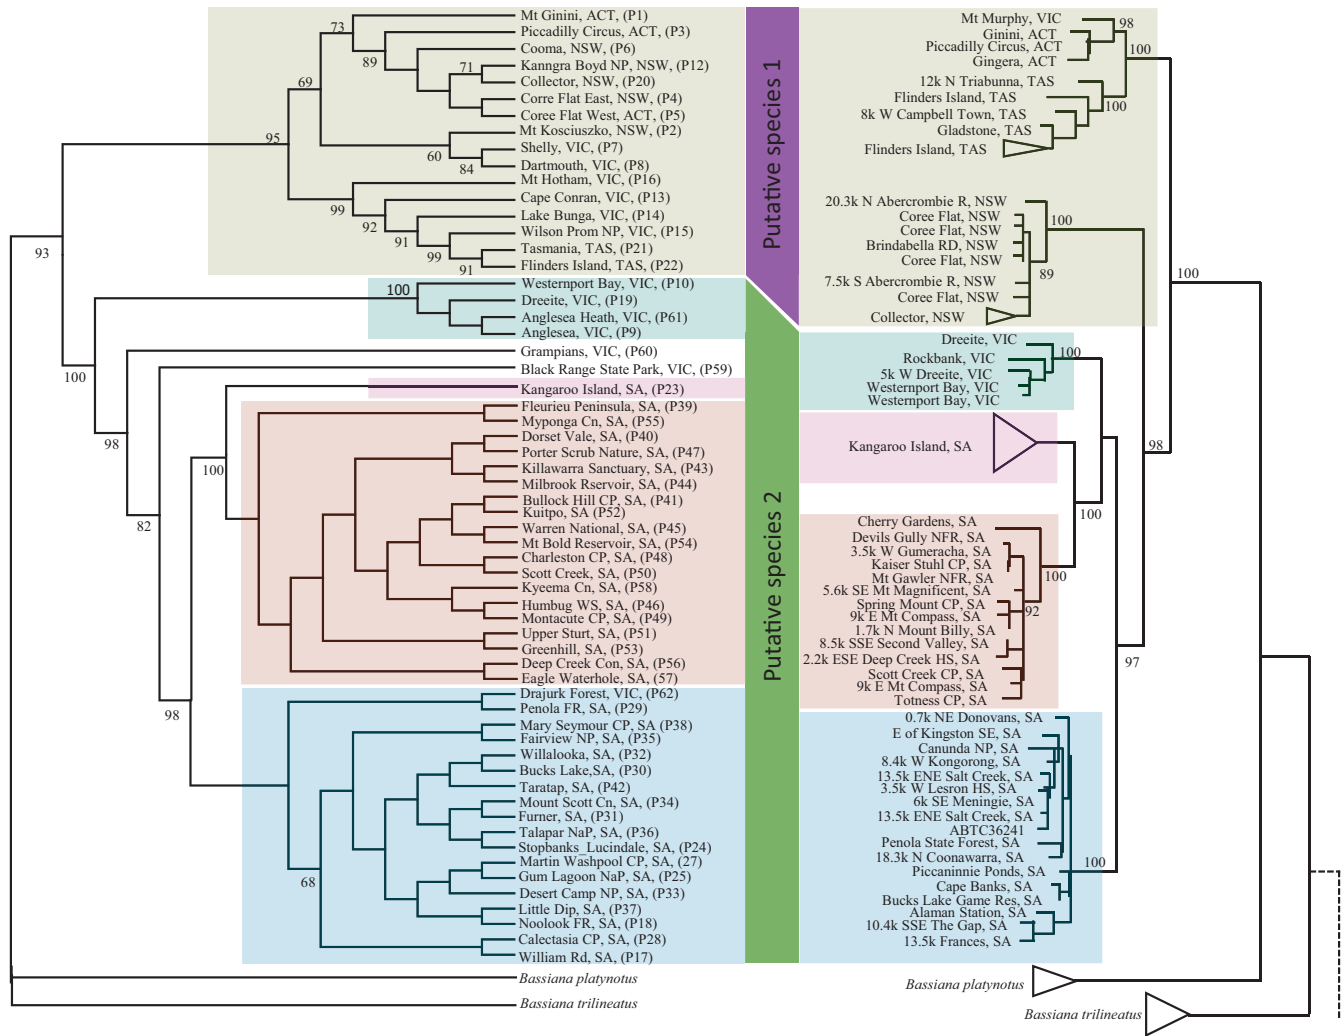 Mt Ginini, ACT, (P1)
Piccadilly Circus, ACT, (P3)
Cooma, NSW, (P6)
Kanngra Boyd NP, NSW, (P12)
Collector, NSW, (P20)
Corre Flat East, NSW, (P4)
Coree Flat West, ACT, (P5)
Mt Kosciuszko, NSW, (P2)
Shelly, VIC, (P7)
Dartmouth, VIC, (P8)
Mt Hotham, VIC, (P16)
Cape Conran, VIC, (P13)
Lake Bunga, VIC, (P14)
Wilson Prom NP, VIC, (P15)
Tasmania, TAS, (P21)
Flinders Island, TAS, (P22)
Westernport Bay, VIC, (P10)
Dreeite, VIC, (P19)
Anglesea Heath, VIC, (P61)
Anglesea, VIC, (P9)
Grampians, VIC, (P60)
Black Range State Park, VIC, (P59)
Kangaroo Island, SA, (P23)
Fleurieu Peninsula, SA, (P39)
Myponga Cn, SA, (P55)
Dorset Vale, SA, (P40)
Porter Scrub Nature, SA, (P47)
Killawarra Sanctuary, SA, (P43)
Milbrook Rservoir, SA, (P44)
Bullock Hill CP, SA, (P41)
Kuitpo, SA (P52)
Warren National, SA, (P45)
Mt Bold Reservoir, SA, (P54)
Charleston CP, SA, (P48)
Scott Creek, SA, (P50)
Kyeema Cn, SA, (P58)
Humbug WS, SA, (P46)
Montacute CP, SA, (P49)
Upper Sturt, SA, (P51)
Greenhill, SA, (P53)
Deep Creek Con, SA, (P56)
Eagle Waterhole, SA, (57)
Drajurk Forest, VIC, (P62)
Penola FR, SA, (P29)
Mary Seymour CP, SA (P38)
Fairview NP, SA, (P35)
Willalooka, SA, (P32)
Bucks Lake,SA, (P30)
Taratap, SA, (P42)
Mount Scott Cn, SA, (P34)
Furner, SA, (P31)
Talapar NaP, SA, (P36)
Stopbanks_Lucindale, SA, (P24)
Martin Washpool CP, SA, (27)
Gum Lagoon NaP, SA, (P25)
Desert Camp NP, SA, (P33)
Little Dip, SA, (P37)
Noolook FR, SA, (P18)
Calectasia CP, SA, (P28)
William Rd, SA, (P17)
Bassiana platynotus
Bassiana trilineatus
73
89
71
69
95
60
84
99
92
91
99
91
93
100
100
98
100
82
98
68
Putative species 1
Putative species 2
Mt Murphy, VIC
Ginini, ACT
Piccadilly Circus, ACT
Gingera, ACT
12k N Triabunna, TAS
Flinders Island, TAS
8k W Campbell Town, TAS
Gladstone, TAS
Flinders Island, TAS
20.3k N Abercrombie R, NSW
Coree Flat, NSW
Coree Flat, NSW
Brindabella RD, NSW
Coree Flat, NSW
7.5k S Abercrombie R, NSW
Coree Flat, NSW
Collector, NSW
Dreeite, VIC
Rockbank, VIC
5k W Dreeite, VIC
Westernport Bay, VIC
Westernport Bay, VIC
Kangaroo Island, SA
Cherry Gardens, SA
Devils Gully NFR, SA
3.5k W Gumeracha, SA
Kaiser Stuhl CP, SA
Mt Gawler NFR, SA
5.6k SE Mt Magnificent, SA
Spring Mount CP, SA
9k E Mt Compass, SA
1.7k N Mount Billy, SA
8.5k SSE Second Valley, SA
2.2k ESE Deep Creek HS, SA
Scott Creek CP, SA
9k E Mt Compass, SA
Totness CP, SA
0.7k NE Donovans, SA
E of Kingston SE, SA
Canunda NP, SA
8.4k W Kongorong, SA
13.5k ENE Salt Creek, SA
3.5k W Lesron HS, SA
6k SE Meningie, SA
13.5k ENE Salt Creek, SA
ABTC36241
Penola State Forest, SA
18.3k N Coonawarra, SA
Piccaninnie Ponds, SA
Cape Banks, SA
Bucks Lake Game Res, SA
Alaman Station, SA
10.4k SSE The Gap, SA
13.5k Frances, SA
Bassiana platynotus
Bassiana trilineatus
98
100
100
100
89
100
100
98
100
100
92
97
100